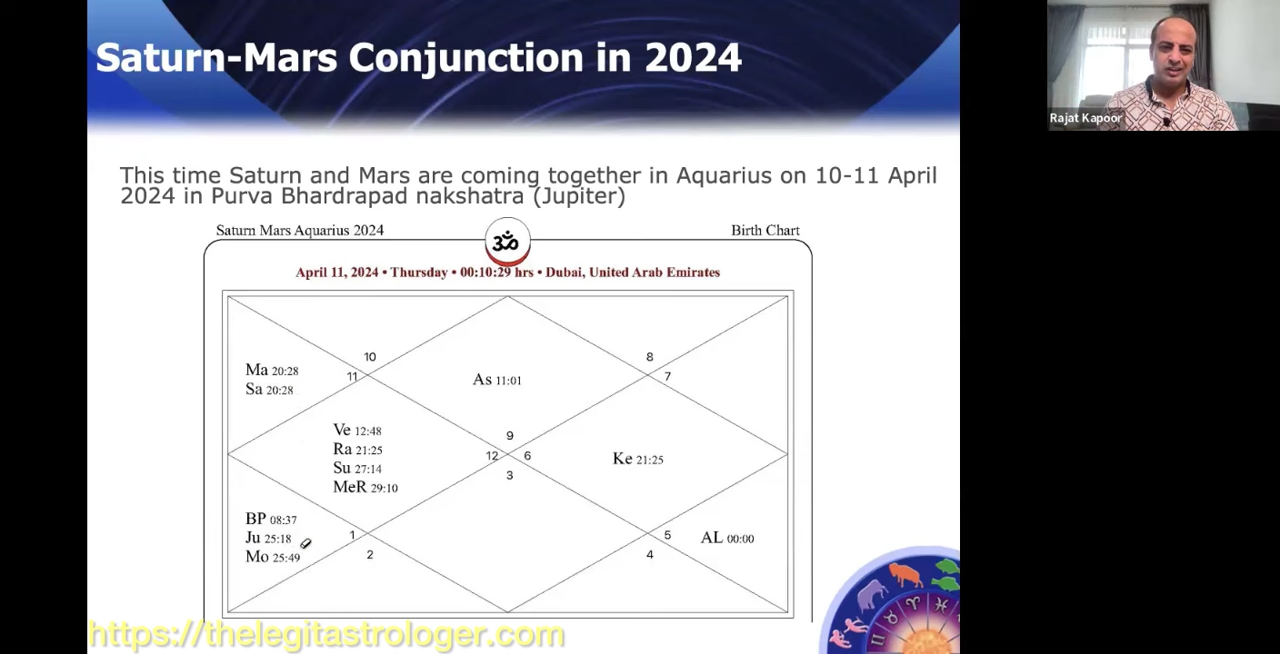 Saturn-Mars Conjunction in 2024
Rajat Kapoor
This time Saturn and Mars are coming together in Aquarius on 10-11 April
2024 in Purva Bhardrapad nakshatra (Jupiter)
Saturn Mars Aquarius 2024
ॐ
Birth Chart
April 11, 2024 • Thursday • 00:10:29 hrs • Dubai, United Arab Emirates
10
8
Ma 20:28
11
As 11:01
7
Sa 20:28
Ve 12:48
9
Ra 21:25
12
6
Ke 21:25
Su 27:14
3
MeR 29:10
BP 08:37
Ju 25:18
1
5
AL 00:00
Mo 25:49
2
4
https://thelegitastrologer.com
♈
♓
♉
♊